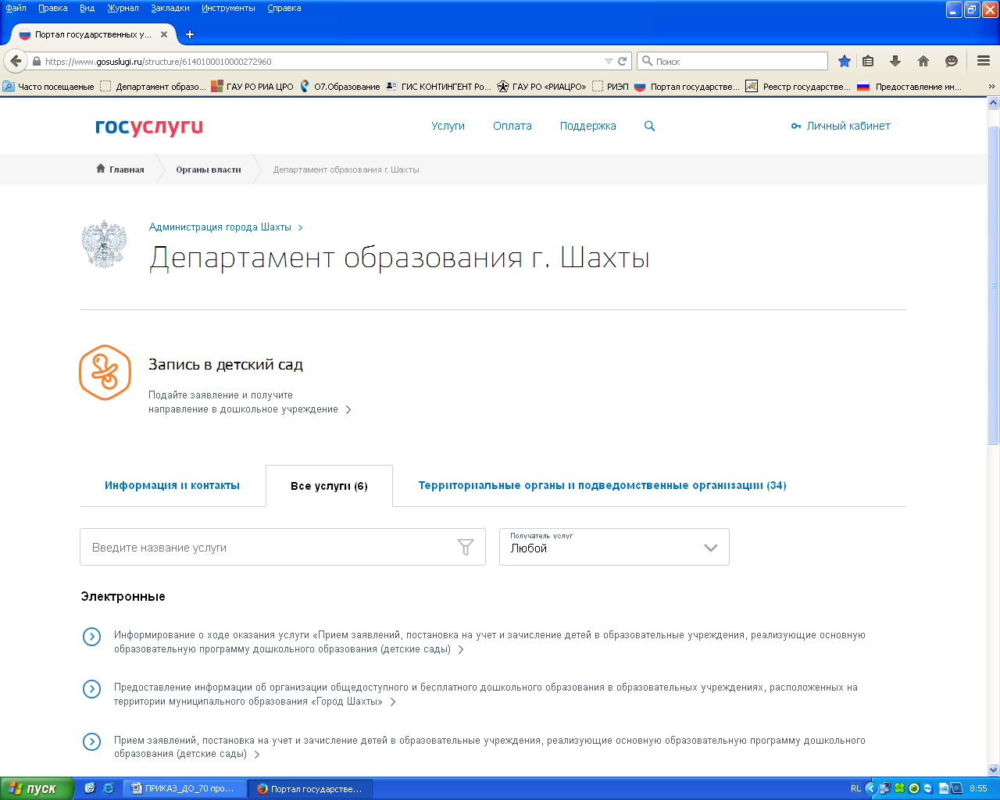 Файл Правка Вид Журнал Закладки Инструменты Справка
Портал государственных у...
https://www.gosuslugi.ru/structure/6140100010000272960
Поиск
Часто посещаемые Департамент образо... ГАУ РО РИА ЦРО О7.Образование ГИС КОНТИНГЕНТ Ро... ГАУ РО «РИАЦРО» РИЭП Портал государстве... Реестр государстве... Предоставление ин...
госуслуги Услуги Оплата Поддержка Личный кабинет
Главная Органы власти Департамент образования г. Шахты
Администрация города Шахты
Департамент образования г. Шахты
Запись в детский сад
Подайте заявление и получите
направление в дошкольное учреждение
Информация и контакты Все услуги (6) Территориальные органы и подведомственные организации (34)
Введите название услуги
Получатель услуг
Любой
Электронные
Информирование о ходе оказания услуги «Прием заявлений, постановка на учет и зачисление детей в образовательные учреждения, реализующие основную
образовательную программу дошкольного образования (детские сады)
Предоставление информации об организации общедоступного и бесплатного дошкольного образования в образовательных учреждениях, расположенных на
территории муниципального образования «Город Шахты»
Прием заявлений, постановка на учет и зачисление детей в образовательные учреждения, реализующие основную образовательную программу дошкольного
образования (детские сады)
пуск ПРИКАЗ_ДО_70 про... Портал государстве... RL 8:55